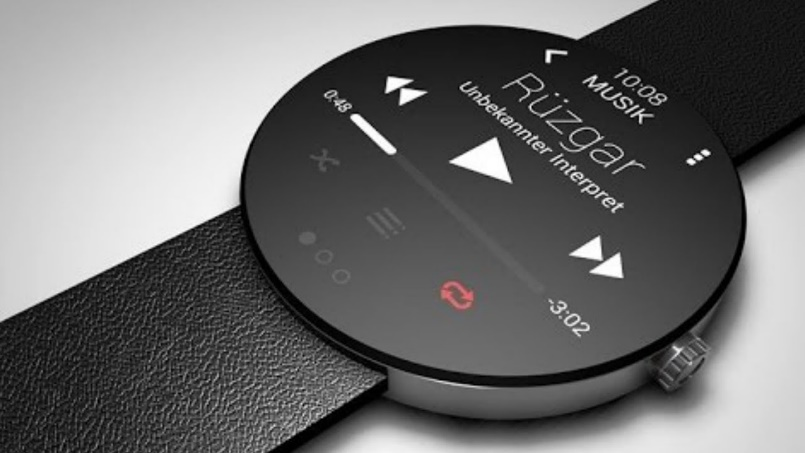 10:08
MUSIK
Rüzgar
Unbekannter Interpret
0:48
-3:02